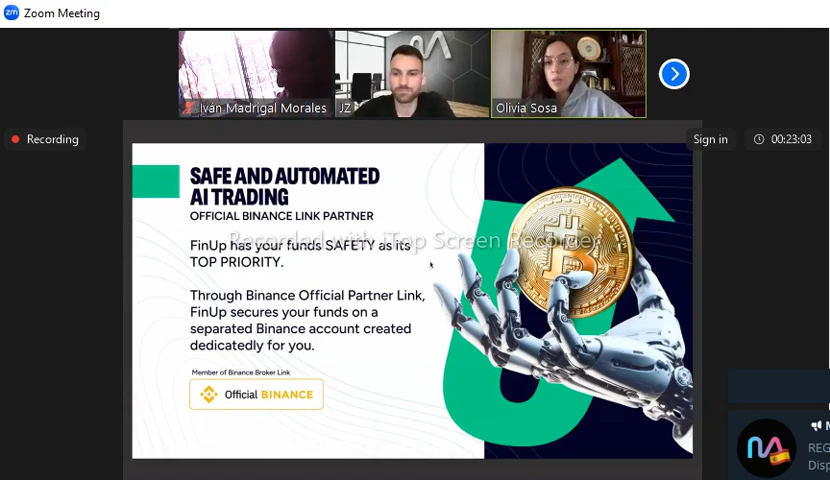 Zoom Meeting
Iván Madrigal Morales
JZ
Olivia Sosa
Recording
Sign in
00:23:03
SAFE AND AUTOMATED
AI TRADING
OFFICIAL BINANCE LINK PARTNER
Recorded with iTop Screen Recorder
FinUp has your funds SAFETY as its
TOP PRIORITY.
Through Binance Official Partner Link,
FinUp secures your funds on a
separated Binance account created
dedicatedly for you.
Member of Binance Broker Link
Official BINANCE
REG
Disp